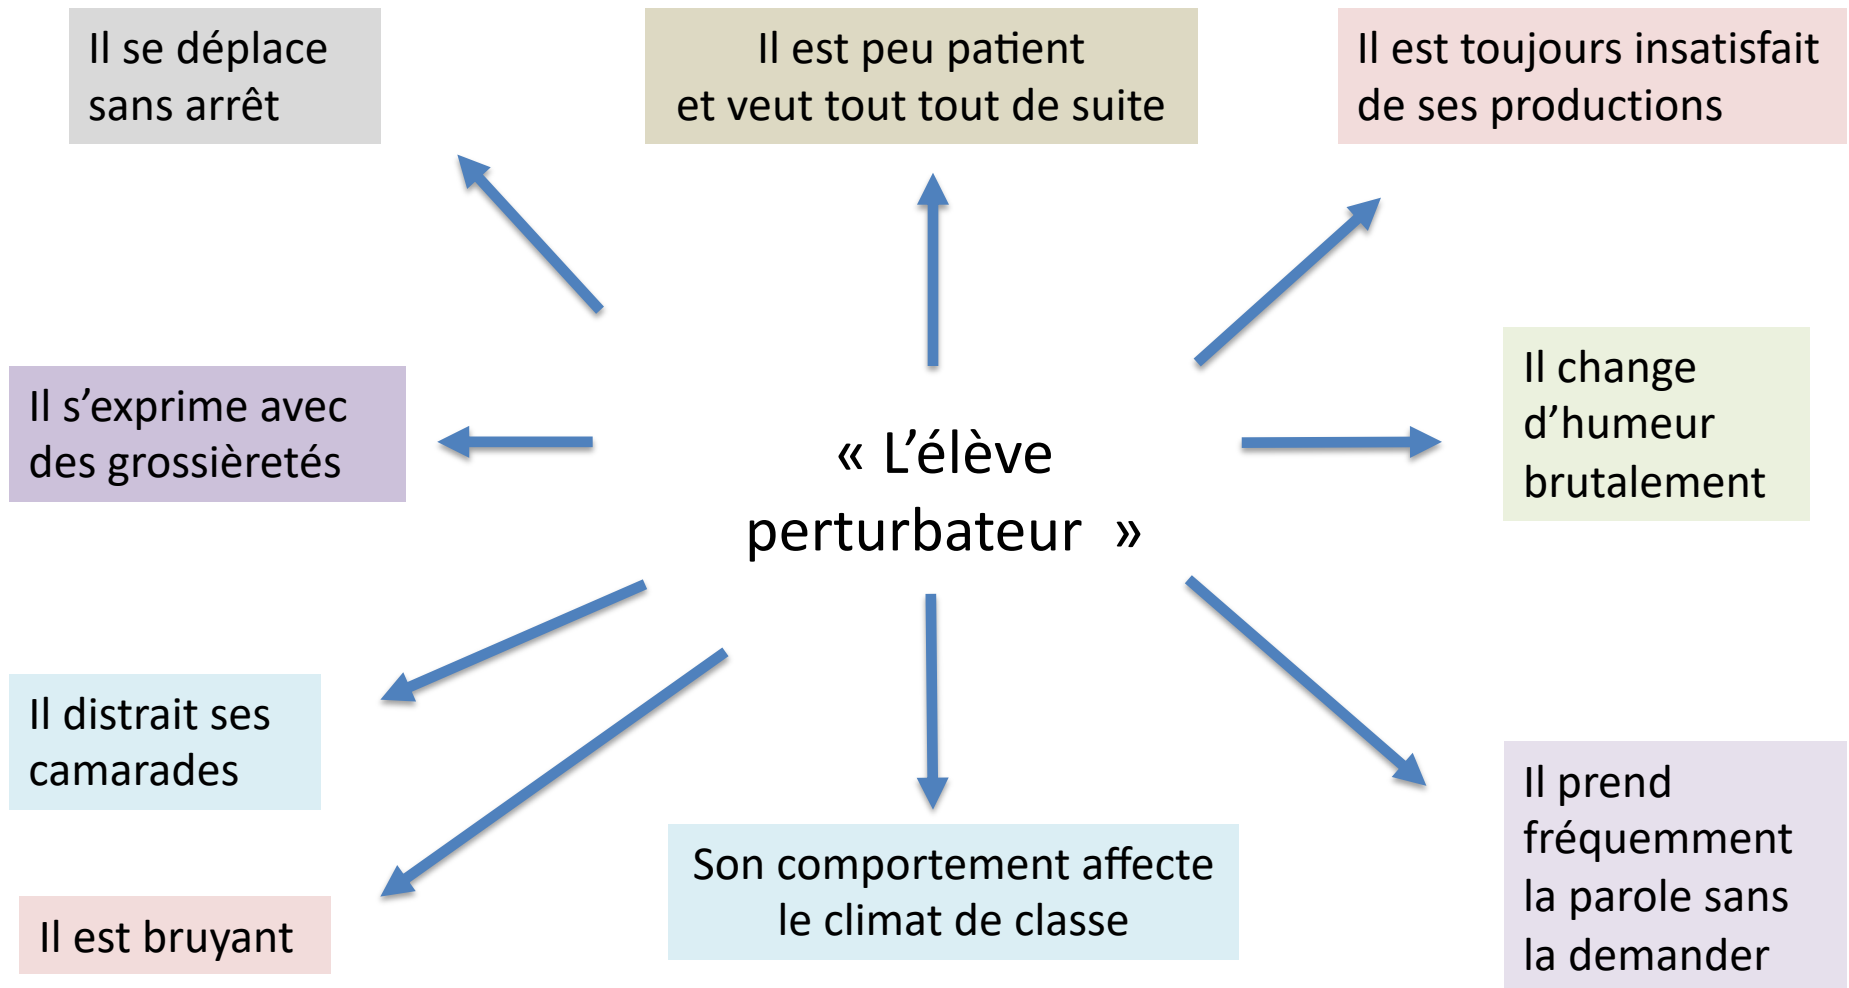 Il se déplace
sans arrêt
Il est peu patient
et veut tout tout de suite
Il est toujours insatisfait
de ses productions
Il s’exprime avec
des grossièretés
« L’élève
perturbateur  »
Il change
d’humeur
brutalement
Il distrait ses
camarades
Il est bruyant
Son comportement affecte
le climat de classe
Il prend
fréquemment
la parole sans
la demander